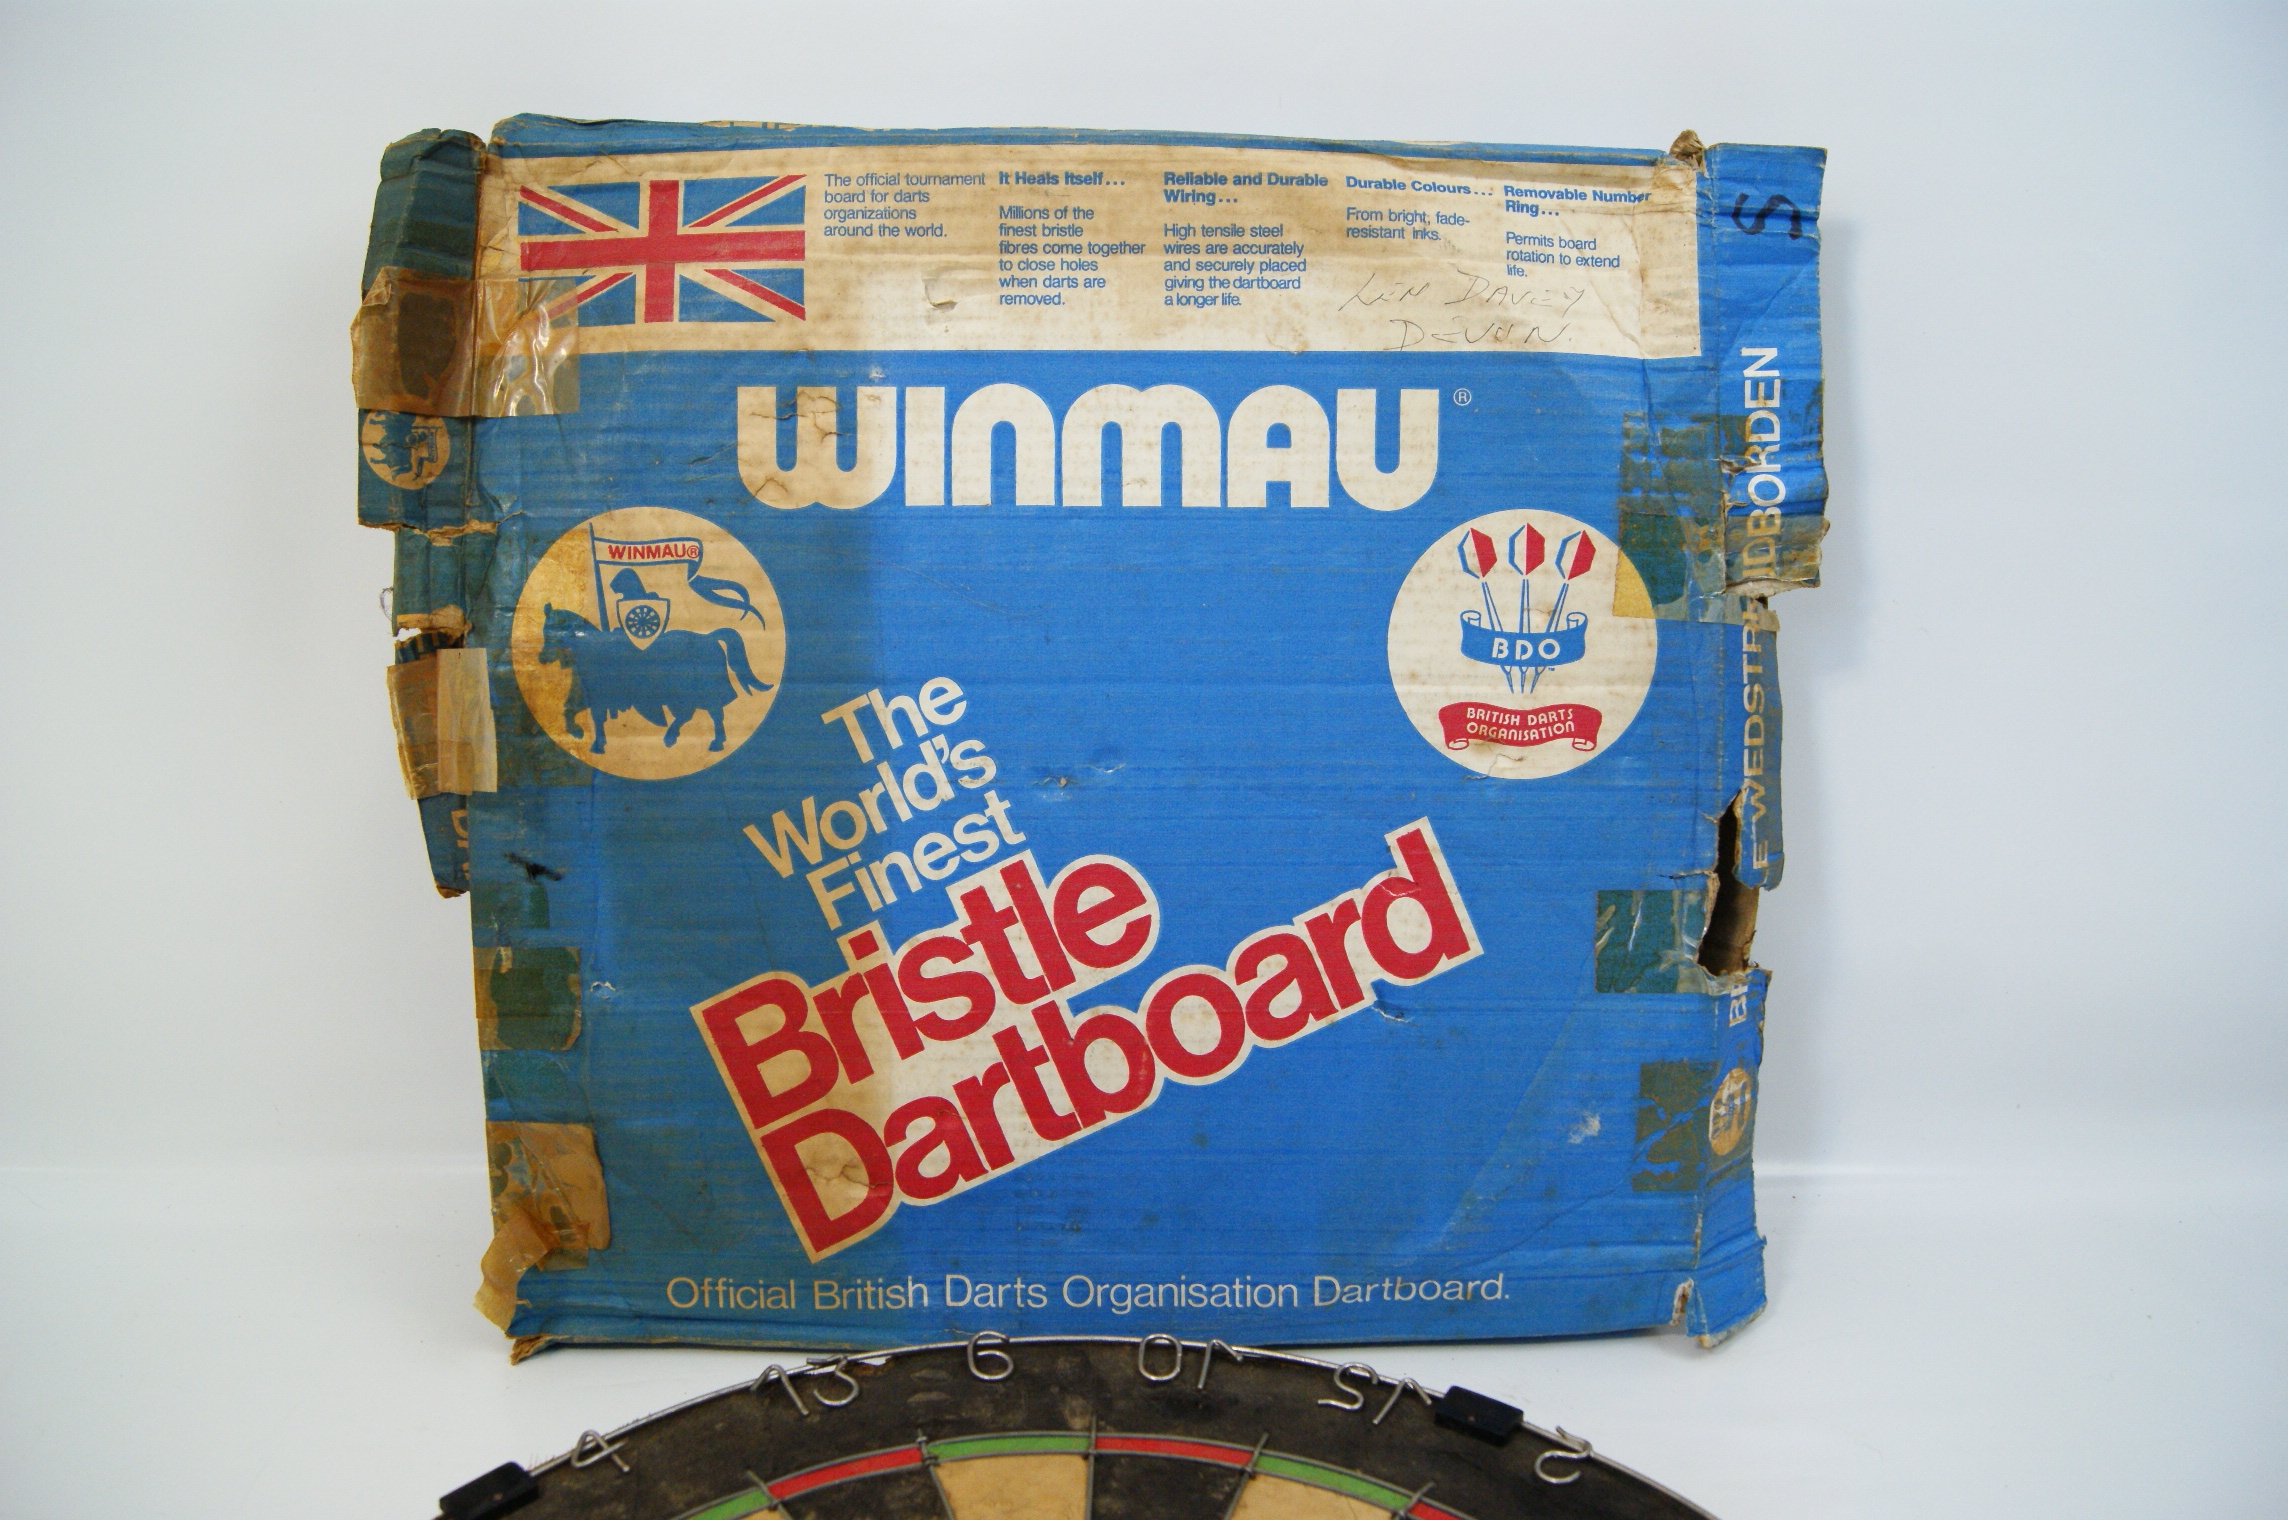 The official tournament
board for darts
organizations
around the world.
It Heals Itself...
Millions of the
finest bristle
fibres come together
to close holes
when darts are
removed.
Reliable and Durable
Wiring...
High tensile steel
wires are accurately
and securely placed
giving the dartboard
a longer life.
Durable Colours...
From bright, fade-
resistant inks.
Removable Number
Ring...
Permits board
rotation to extend
life.
Len Davey
Devon.
WINMAU®
WINMAU®
BDO™
BRITISH DARTS
ORGANISATION
The
World's
Finest
Bristle
Dartboard
Official British Darts Organisation Dartboard.
S
4
13
6
10
15
2